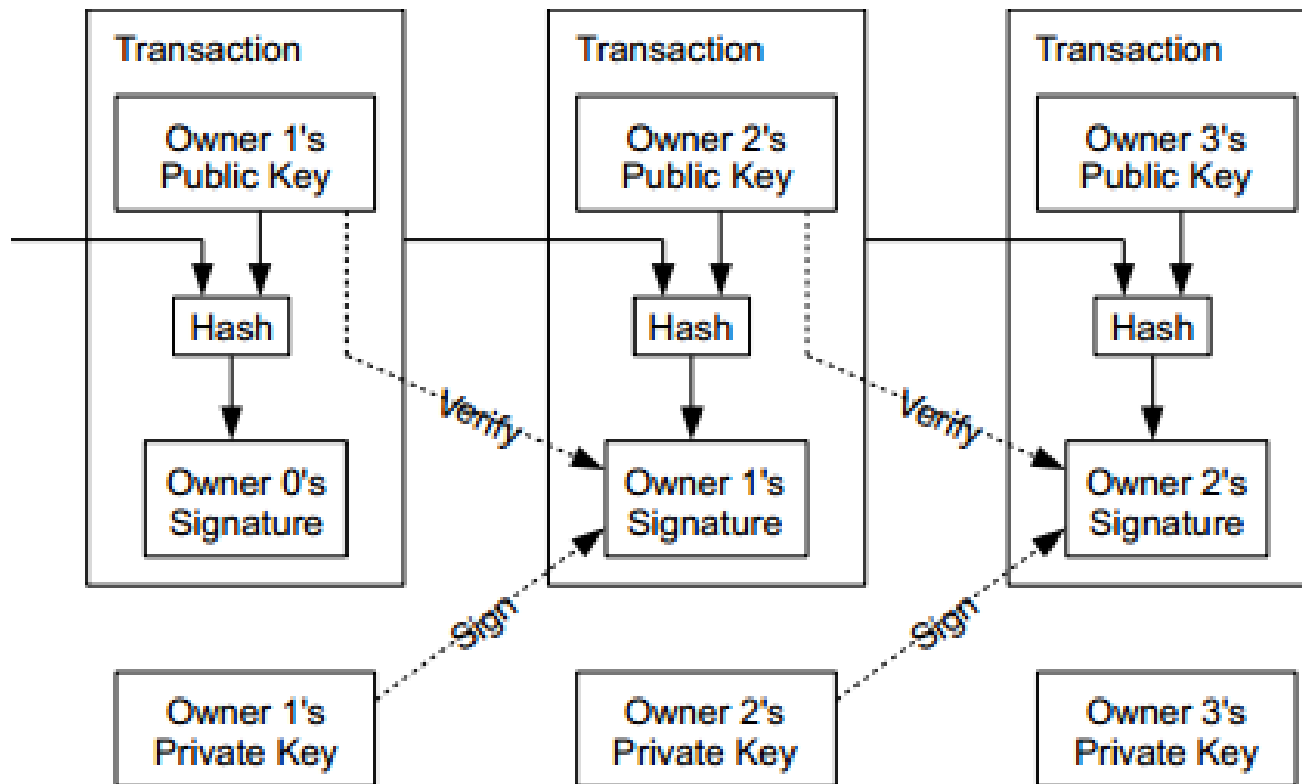 Transaction
Transaction
Transaction
Owner 1's
Public Key
Owner 2's
Public Key
Owner 3's
Public Key
Hash
Hash
Hash
Verify
Verify
Owner 0's
Signature
Owner 1's
Signature
Owner 2's
Signature
Sign
Sign
Owner 1's
Private Key
Owner 2's
Private Key
Owner 3's
Private Key